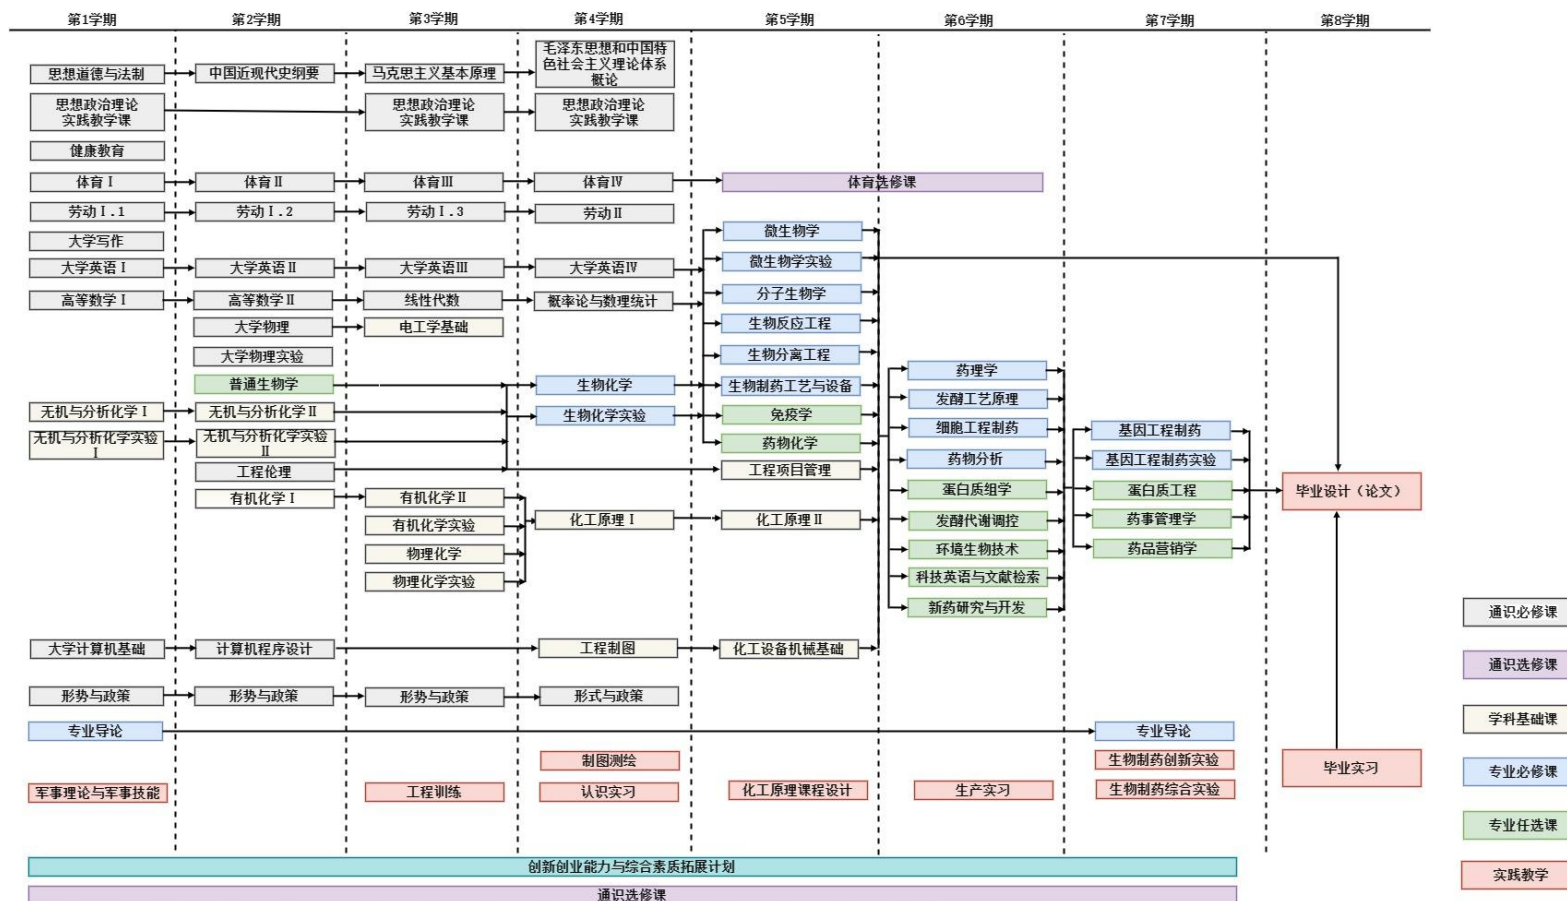 第1学期
第2学期
第3学期
第4学期
第5学期
第6学期
第7学期
第8学期
思想道德与法制
中国近现代史纲要
马克思主义基本原理
毛泽东思想和中国特
色社会主义理论体系
概论
思想政治理论
实践教学课
思想政治理论
实践教学课
思想政治理论
实践教学课
健康教育
体育Ⅰ
体育Ⅱ
体育Ⅲ
体育Ⅳ
体育选修课
劳动Ⅰ.1
劳动Ⅰ.2
劳动Ⅰ.3
劳动Ⅱ
微生物学
大学写作
微生物学实验
大学英语Ⅰ
大学英语Ⅱ
大学英语Ⅲ
大学英语Ⅳ
分子生物学
高等数学Ⅰ
高等数学Ⅱ
线性代数
概率论与数理统计
大学物理
电工学基础
生物反应工程
大学物理实验
生物分离工程
药理学
普通生物学
生物化学
生物制药工艺与设备
发酵工艺原理
无机与分析化学Ⅰ
无机与分析化学Ⅱ
生物化学实验
免疫学
细胞工程制药
基因工程制药
无机与分析化学实验
Ⅰ
无机与分析化学实验
Ⅱ
药物化学
药物分析
基因工程制药实验
工程伦理
工程项目管理
蛋白质组学
蛋白质工程
毕业设计（论文）
有机化学Ⅰ
有机化学Ⅱ
化工原理Ⅰ
化工原理Ⅱ
发酵代谢调控
药事管理学
有机化学实验
环境生物技术
药品营销学
物理化学
科技英语与文献检索
物理化学实验
新药研究与开发
通识必修课
大学计算机基础
计算机程序设计
工程制图
化工设备机械基础
通识选修课
形势与政策
形势与政策
形势与政策
形式与政策
学科基础课
专业导论
专业导论
制图测绘
生物制药创新实验
毕业实习
专业必修课
军事理论与军事技能
工程训练
认识实习
化工原理课程设计
生产实习
生物制药综合实验
专业任选课
创新创业能力与综合素质拓展计划
实践教学
通识选修课